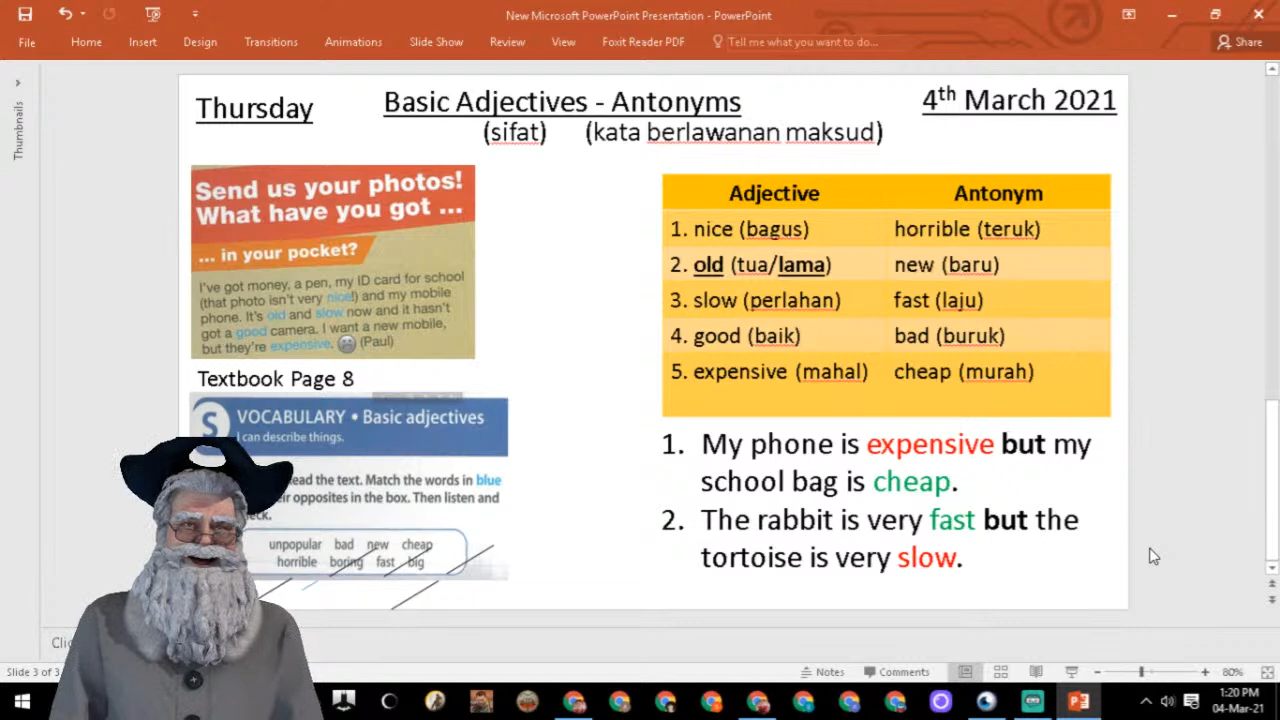 New Microsoft PowerPoint Presentation - PowerPoint
File Home Insert Design Transitions Animations Slide Show Review View Foxit Reader PDF Tell me what you want to do... Share
Thumbnails
Thursday
Basic Adjectives - Antonyms
4th March 2021
(sifat) (kata berlawanan maksud)
Send us your photos!
What have you got ...
... in your pocket?
I've got money, a pen, my ID card for school
(that photo isn't very nice!) and my mobile
phone. It's old and slow now and it hasn't
got a good camera. I want a new mobile,
but they're expensive. (Paul)
Textbook Page 8
S VOCABULARY • Basic adjectives
I can describe things.
ead the text. Match the words in blue
eir opposites in the box. Then listen and
eck.
unpopular bad new cheap
horrible boring fast big
Adjective Antonym
1. nice (bagus) horrible (teruk)
2. old (tua/lama) new (baru)
3. slow (perlahan) fast (laju)
4. good (baik) bad (buruk)
5. expensive (mahal) cheap (murah)
1. My phone is expensive but my
school bag is cheap.
2. The rabbit is very fast but the
tortoise is very slow.
Clic
Slide 3 of 3 Notes Comments 80%
1:20 PM
04-Mar-21